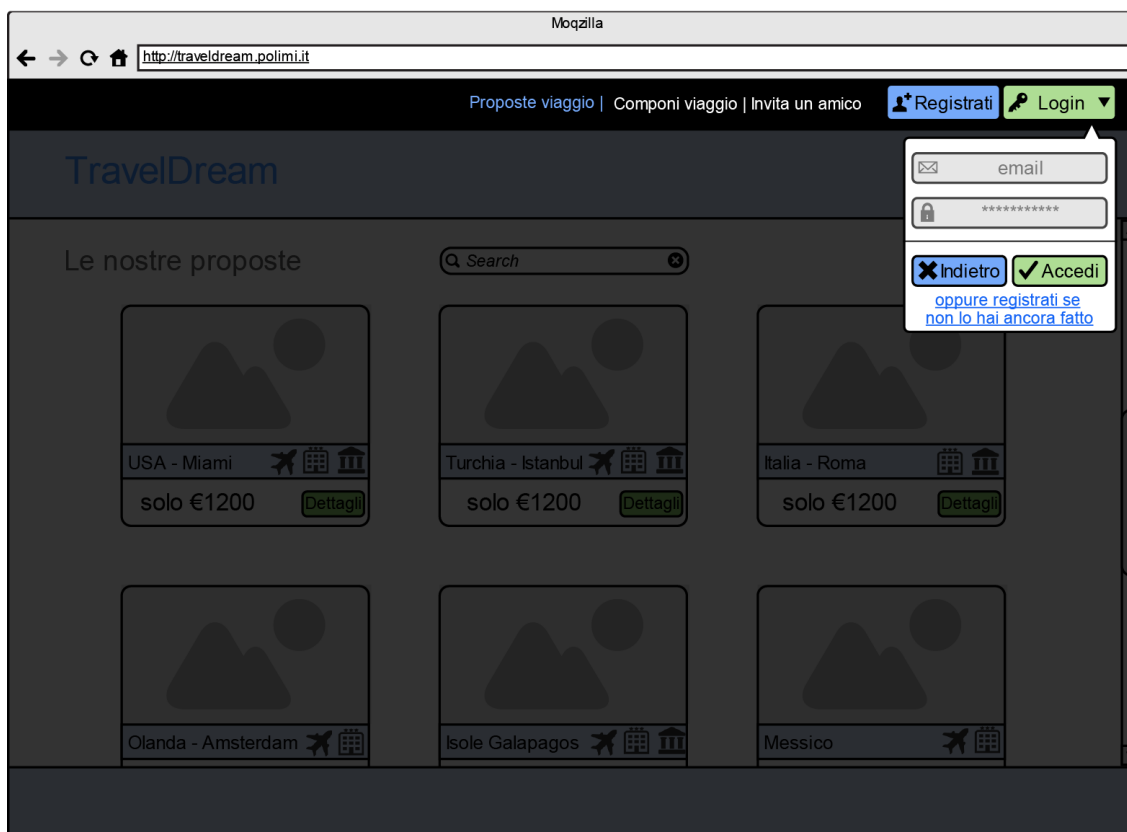 Moqzilla
http://traveldream.polimi.it
Proposte viaggio | Componi viaggio | Invita un amico
Registrati
Login
TravelDream
email
***********
Indietro
Accedi
oppure registrati se
non lo hai ancora fatto
Le nostre proposte
Search
USA - Miami
Turchia - Istanbul
Italia - Roma
solo €1200
Dettagli
solo €1200
Dettagli
solo €1200
Dettagli
Olanda - Amsterdam
Isole Galapagos
Messico